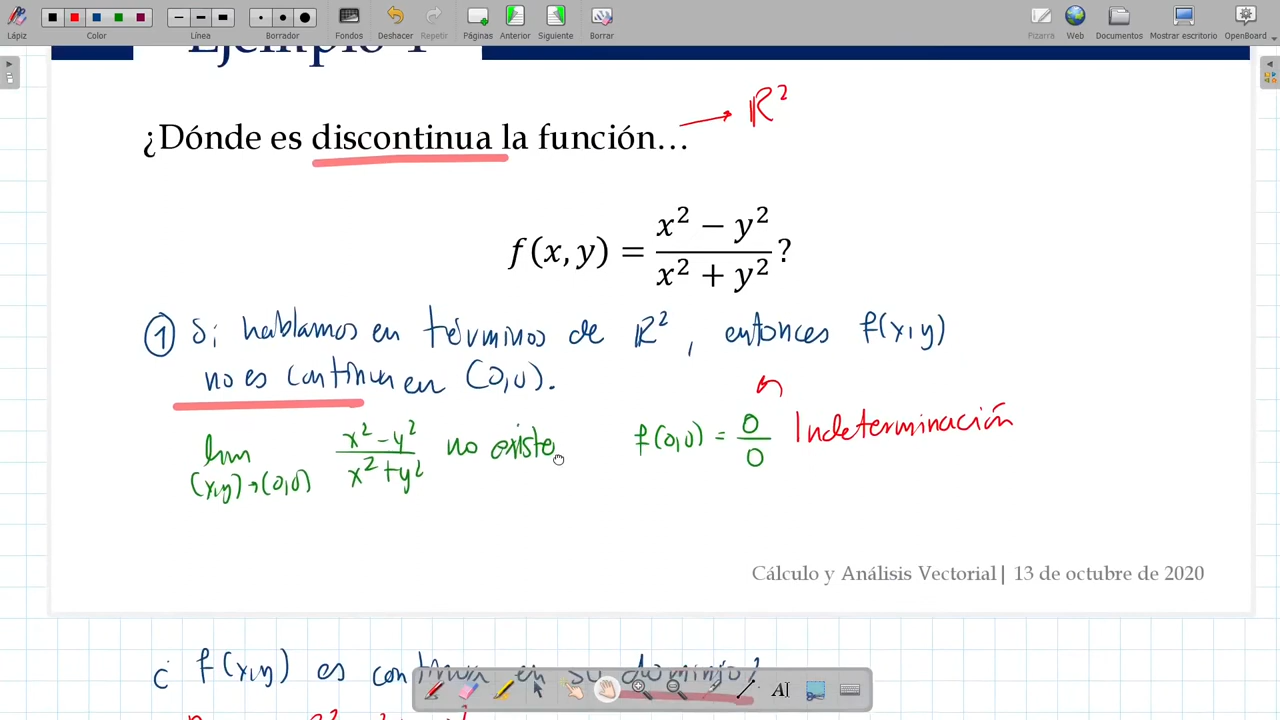 Lápiz Color Línea Borrador Fondos Deshacer Repetir Páginas Anterior Siguiente Borrar Pizarra Web Documentos Mostrar escritorio OpenBoard
Ejemplo 1
¿Dónde es discontinua la función… → ℝ²
f(x, y) = (x² − y²)/(x² + y²)?
① Si hablamos en términos de ℝ², entonces f(x,y)
no es continua en (0,0).
lim (x,y)→(0,0) (x² − y²)/(x² + y²) no existe f(0,0) = 0/0 Indeterminación
Cálculo y Análisis Vectorial| 13 de octubre de 2020
¿ f(x,y) es continua en su dominio?